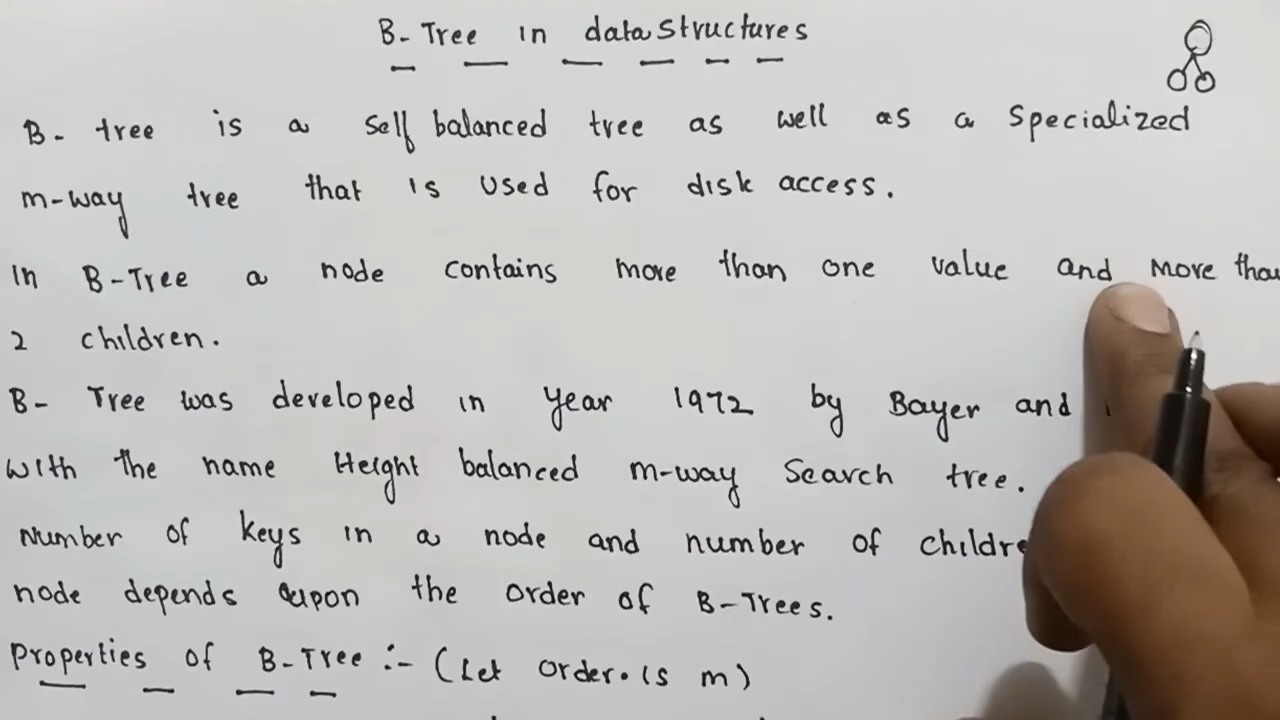 B- Tree in data Structures
B- tree is a Self balanced tree as well as a Specialized
m-way tree that is used for disk access.
In B-Tree a node contains more than one value and more
2 children.
B- Tree was developed in year 1972 by Bayer and
with the name Height balanced m-way Search tree.
Number of keys in a node and number of
node depends upon the order of B-Trees.
Properties of B-Tree :- (Let order. is m)